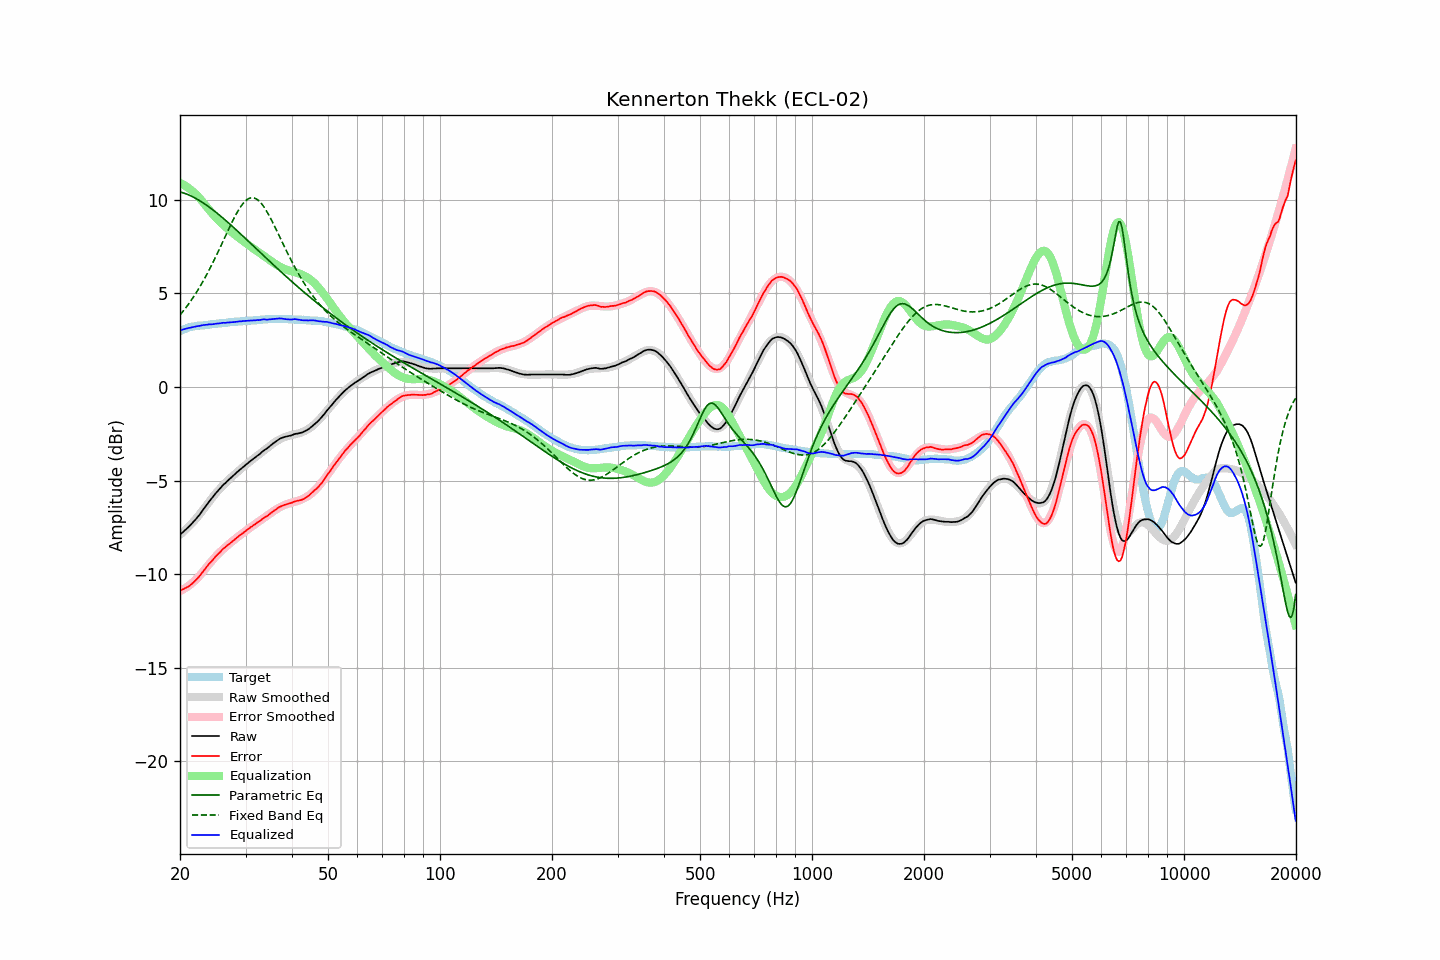 Kennerton Thekk (ECL-02)
Amplitude (dBr)
10
5
0
−5
−10
−15
−20
Target
Raw Smoothed
Error Smoothed
Raw
Error
Equalization
Parametric Eq
Fixed Band Eq
Equalized
20 50 100 200 500 1000 2000 5000 10000 20000
Frequency (Hz)